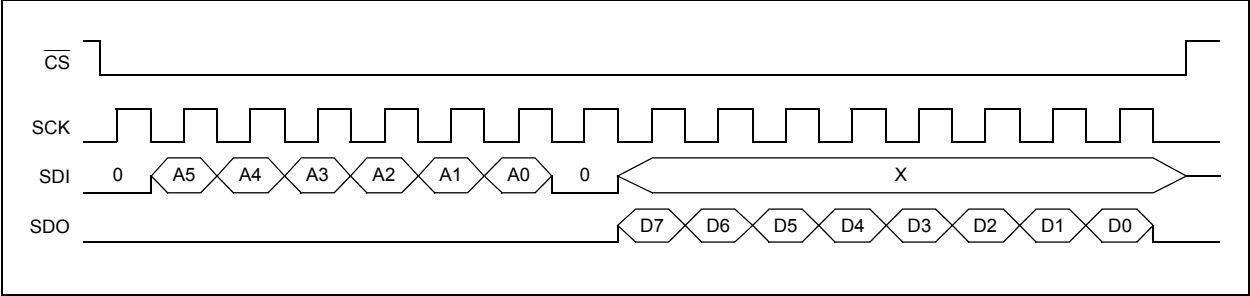 CS
SCK
SDI 0 A5 A4 A3 A2 A1 A0 0 X
SDO D7 D6 D5 D4 D3 D2 D1 D0